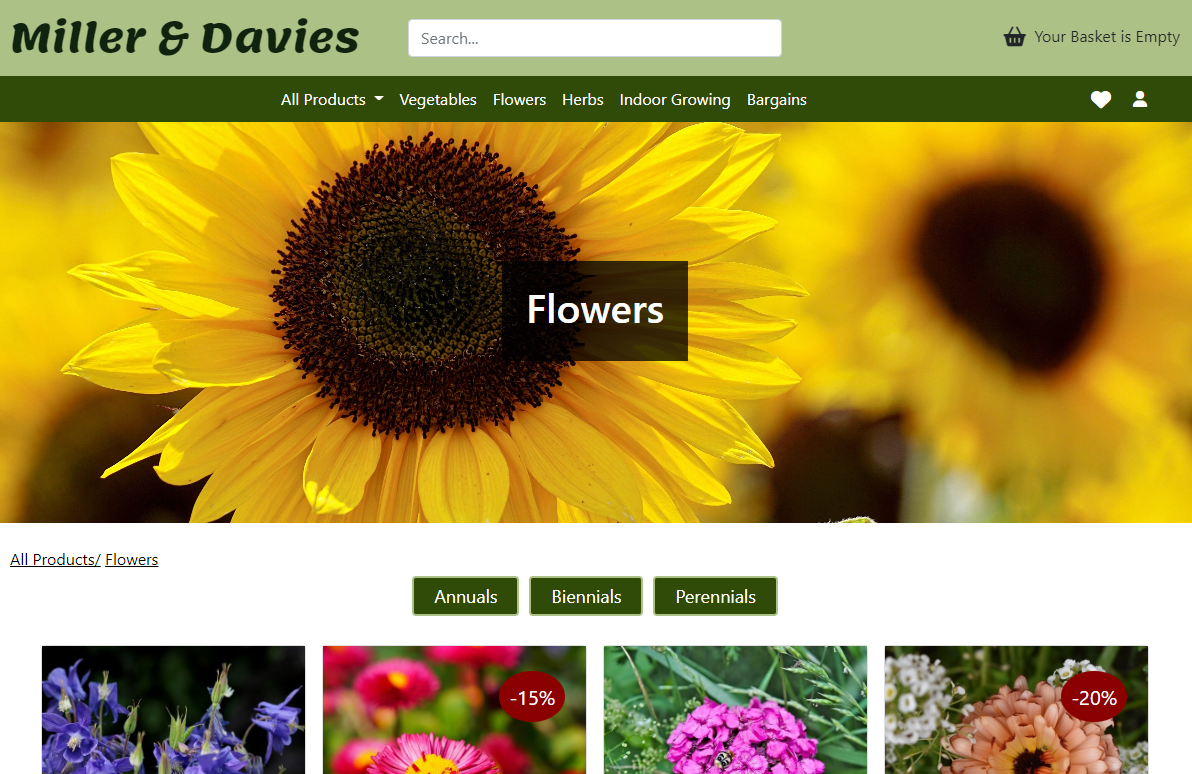 Miller & Davies
Search...
Your Basket is Empty
All Products Vegetables Flowers Herbs Indoor Growing Bargains
Flowers
All Products/ Flowers
Annuals Biennials Perennials
-15%
-20%